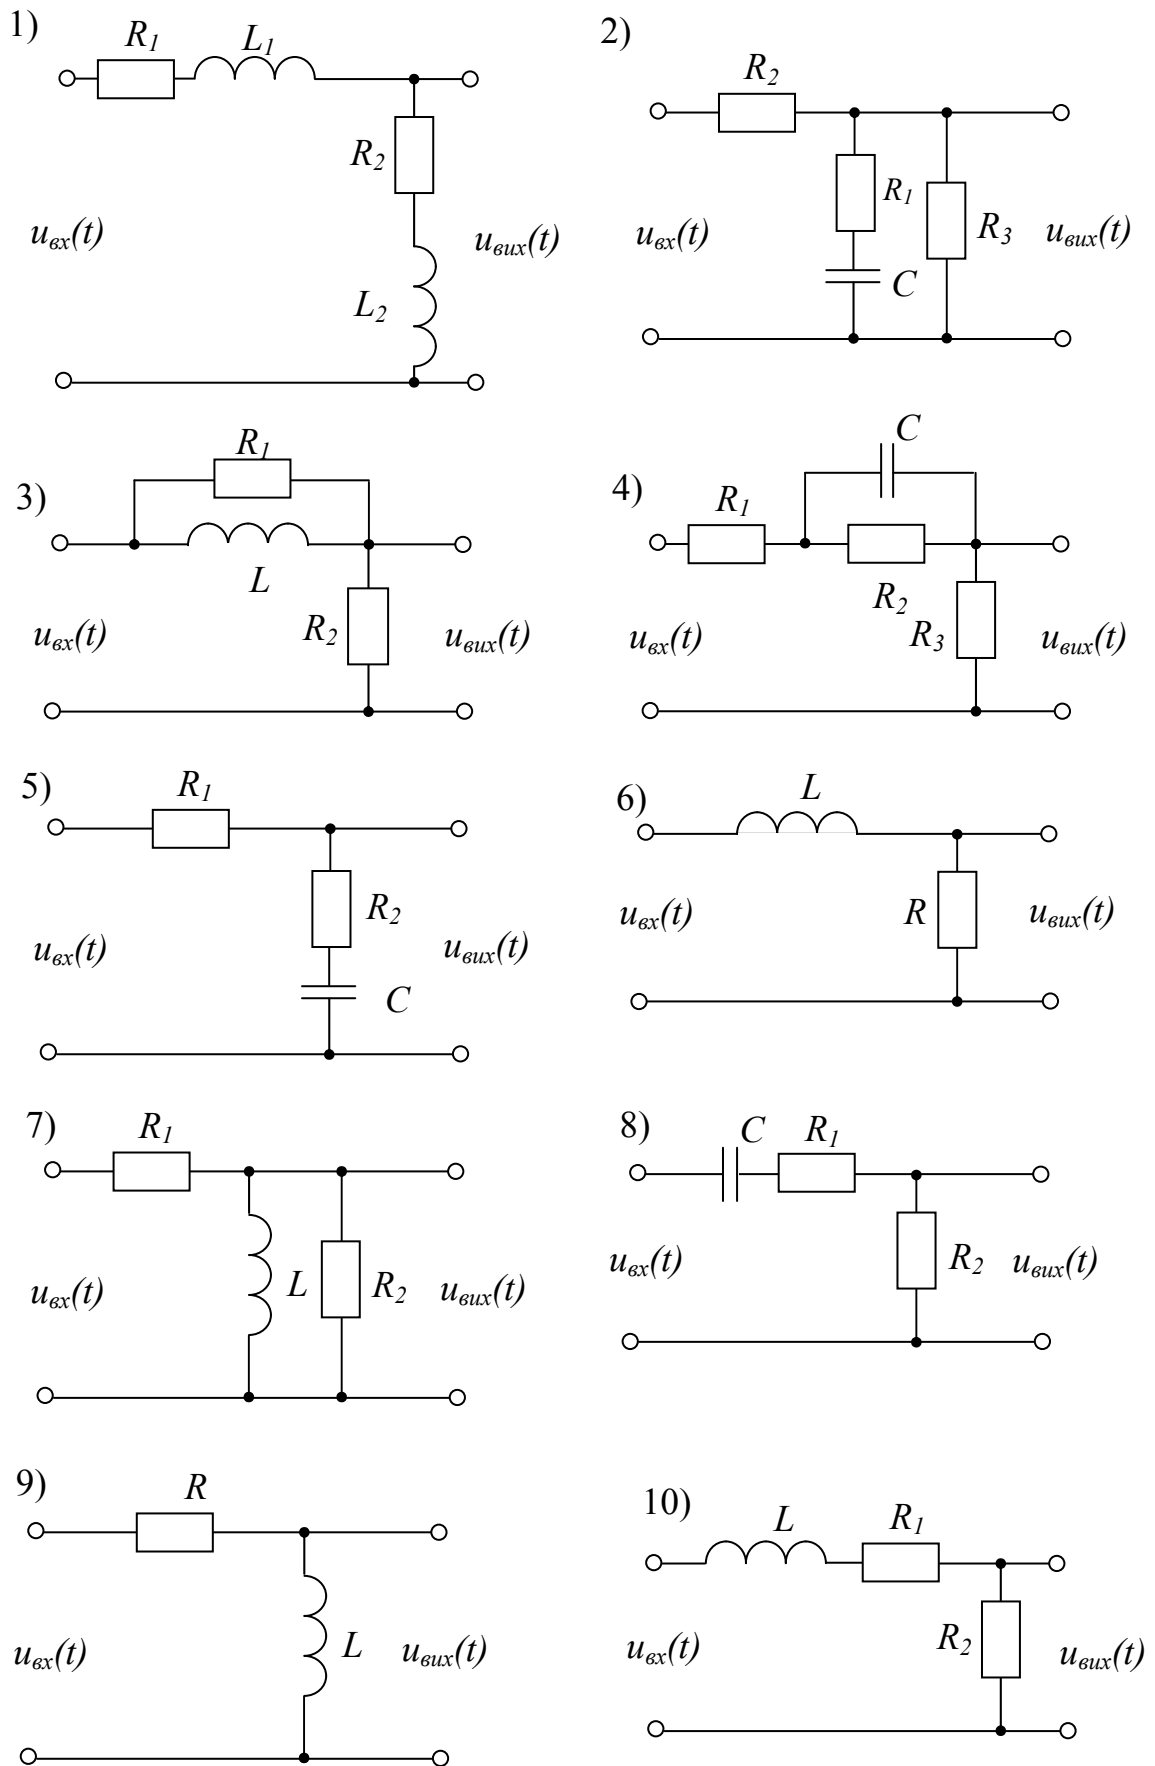 1)
R₁
L₁
R₂
L₂
uвх(t)
uвих(t)
2)
R₂
R₁
R₃
C
uвх(t)
uвих(t)
3)
R₁
L
R₂
uвх(t)
uвих(t)
4)
C
R₁
R₂
R₃
uвх(t)
uвих(t)
5)
R₁
R₂
C
uвх(t)
uвих(t)
6)
L
R
uвх(t)
uвих(t)
7)
R₁
L
R₂
uвх(t)
uвих(t)
8)
C
R₁
R₂
uвх(t)
uвих(t)
9)
R
L
uвх(t)
uвих(t)
10)
L
R₁
R₂
uвх(t)
uвих(t)